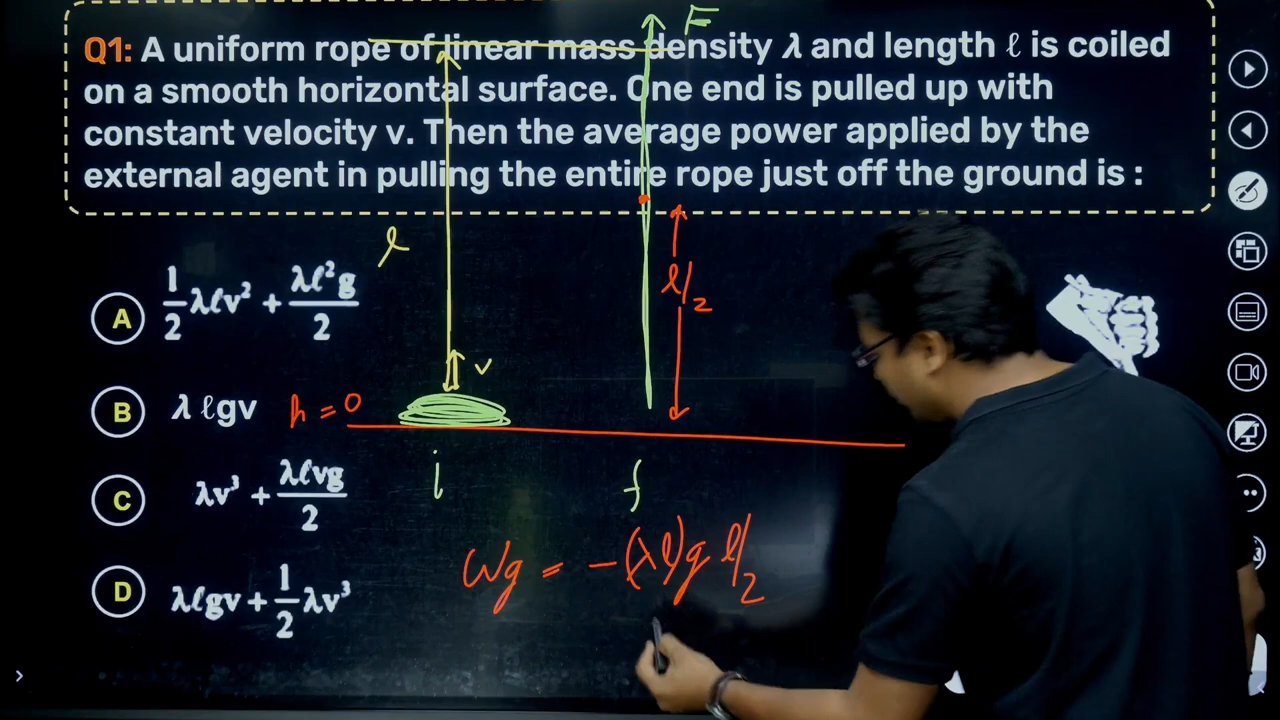 Q1: A uniform rope of linear mass density λ and length ℓ is coiled
on a smooth horizontal surface. One end is pulled up with
constant velocity v. Then the average power applied by the
external agent in pulling the entire rope just off the ground is :
F
ℓ
ℓ/2
v
A 1/2 λℓv² + λℓ²g/2
B λ ℓgv
h = 0
C λv³ + λℓvg/2
i
f
D λℓgv + 1/2 λv³
Wg = -(λℓ)g ℓ/2